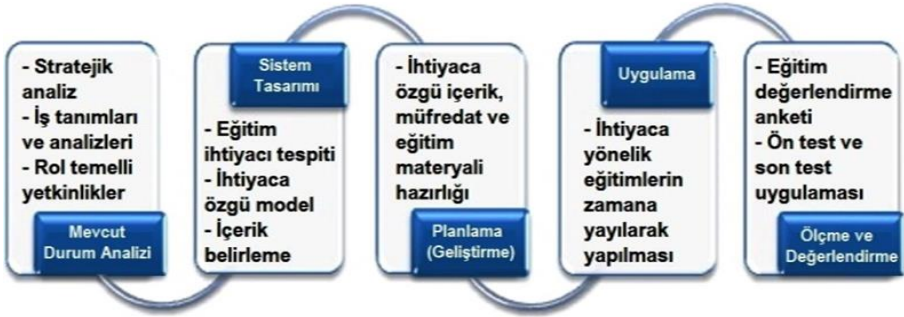 - Stratejik
analiz
- İş tanımları
ve analizleri
- Rol temelli
yetkinlikler
Mevcut
Durum Analizi
Sistem
Tasarımı
- Eğitim
ihtiyacı tespiti
- İhtiyaca
özgü model
- İçerik
belirleme
- İhtiyaca
özgü içerik,
müfredat ve
eğitim
materyali
hazırlığı
Planlama
(Geliştirme)
Uygulama
- İhtiyaca
yönelik
eğitimlerin
zamana
yayılarak
yapılması
- Eğitim
değerlendirme
anketi
- Ön test ve
son test
uygulaması
Ölçme ve
Değerlendirme